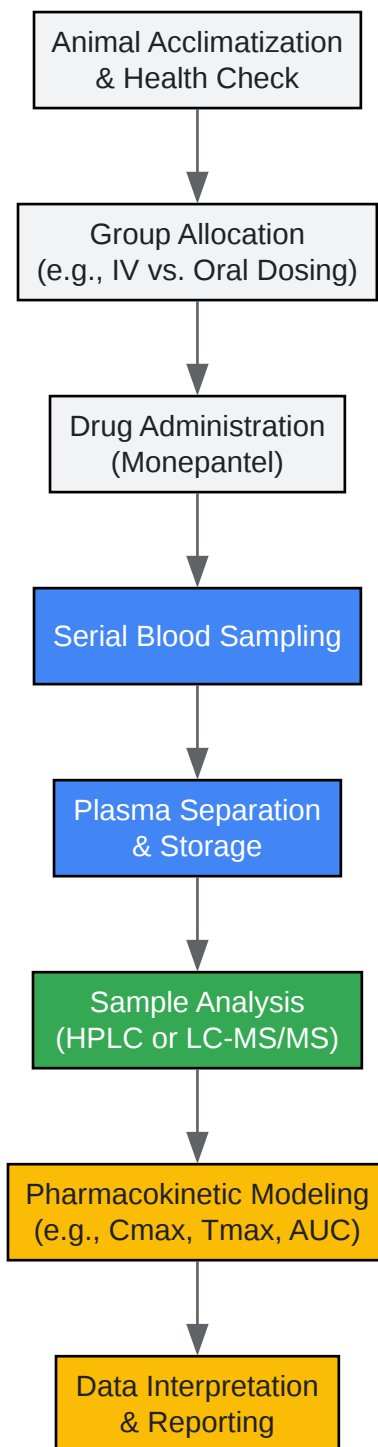 Animal Acclimatization
& Health Check
Group Allocation
(e.g., IV vs. Oral Dosing)
Drug Administration
(Monepantel)
Serial Blood Sampling
Plasma Separation
& Storage
Sample Analysis
(HPLC or LC-MS/MS)
Pharmacokinetic Modeling
(e.g., Cmax, Tmax, AUC)
Data Interpretation
& Reporting